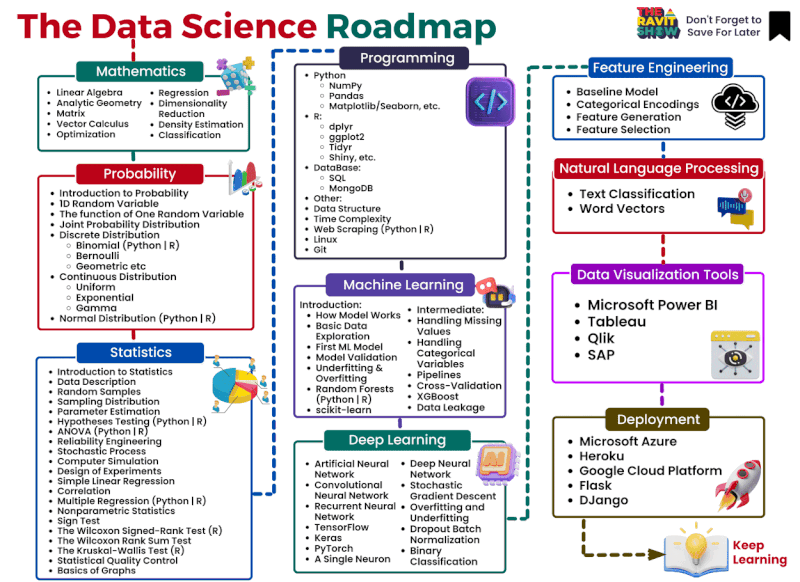 The Data Science Roadmap
THE
RAVIT
SHOW
Don't Forget to
Save For Later
Mathematics
Linear Algebra
Analytic Geometry
Matrix
Vector Calculus
Optimization
Regression
Dimensionality
Reduction
Density Estimation
Classification
Probability
Introduction to Probability
1D Random Variable
The function of One Random Variable
Joint Probability Distribution
Discrete Distribution
Binomial (Python | R)
Bernoulli
Geometric etc
Continuous Distribution
Uniform
Exponential
Gamma
Normal Distribution (Python | R)
Statistics
Introduction to Statistics
Data Description
Random Samples
Sampling Distribution
Parameter Estimation
Hypotheses Testing (Python | R)
ANOVA (Python | R)
Reliability Engineering
Stochastic Process
Computer Simulation
Design of Experiments
Simple Linear Regression
Correlation
Multiple Regression (Python | R)
Nonparametric Statistics
Sign Test
The Wilcoxon Signed-Rank Test (R)
The Wilcoxon Rank Sum Test
The Kruskal-Wallis Test (R)
Statistical Quality Control
Basics of Graphs
Programming
Python
NumPy
Pandas
Matplotlib/Seaborn, etc.
R:
dplyr
ggplot2
Tidyr
Shiny, etc.
DataBase:
SQL
MongoDB
Other:
Data Structure
Time Complexity
Web Scraping (Python | R)
Linux
Git
</>
Machine Learning
Introduction:
How Model Works
Basic Data
Exploration
First ML Model
Model Validation
Underfitting &
Overfitting
Random Forests
(Python | R)
scikit-learn
Intermediate:
Handling Missing
Values
Handling
Categorical
Variables
Pipelines
Cross-Validation
XGBoost
Data Leakage
Deep Learning
Artificial Neural
Network
Convolutional
Neural Network
Recurrent Neural
Network
TensorFlow
Keras
PyTorch
A Single Neuron
Deep Neural
Network
Stochastic
Gradient Descent
Overfitting and
Underfitting
Dropout Batch
Normalization
Binary
Classification
AI
Feature Engineering
Baseline Model
Categorical Encodings
Feature Generation
Feature Selection
</>
Natural Language Processing
Text Classification
Word Vectors
Data Visualization Tools
Microsoft Power BI
Tableau
Qlik
SAP
Deployment
Microsoft Azure
Heroku
Google Cloud Platform
Flask
DJango
Keep
Learning